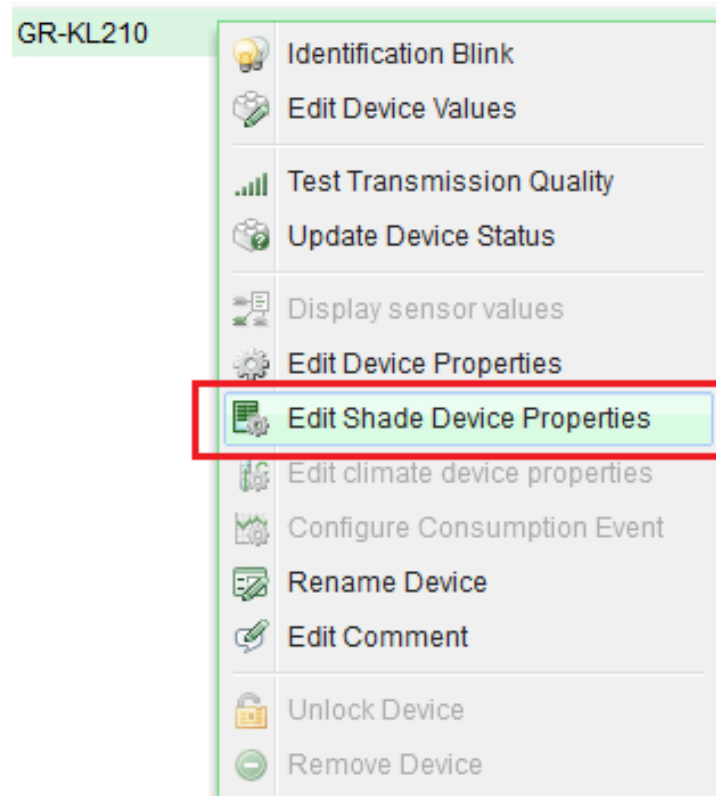 GR-KL210
Identification Blink
Edit Device Values
Test Transmission Quality
Update Device Status
Display sensor values
Edit Device Properties
Edit Shade Device Properties
Edit climate device properties
Configure Consumption Event
Rename Device
Edit Comment
Unlock Device
Remove Device